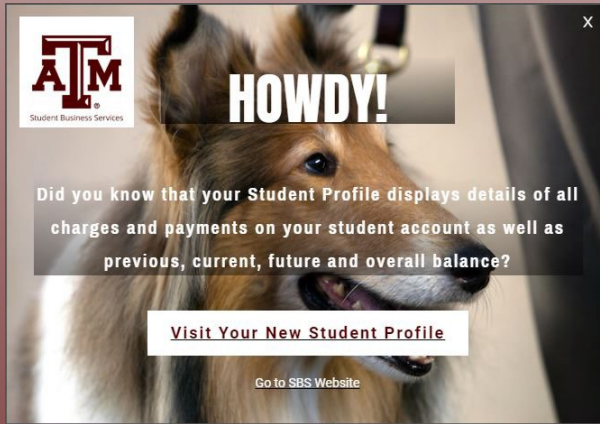 X
ATM®
Student Business Services
HOWDY!
Did you know that your Student Profile displays details of all
charges and payments on your student account as well as
previous, current, future and overall balance?
Visit Your New Student Profile
Go to SBS Website